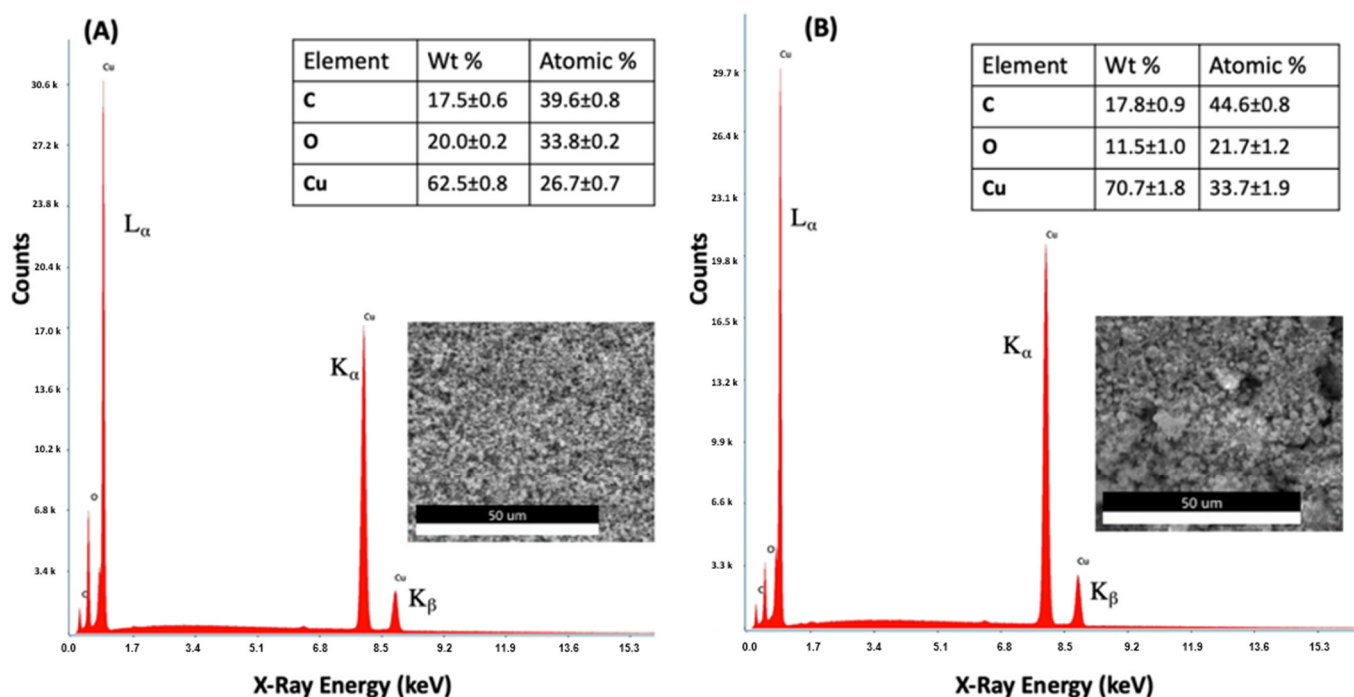 (A)
Cu
Element Wt % Atomic %
C 17.5±0.6 39.6±0.8
O 20.0±0.2 33.8±0.2
Cu 62.5±0.8 26.7±0.7
30.6 k
27.2 k
23.8 k
20.4 k
17.0 k
13.6 k
10.2 k
6.8 k
3.4 k
Counts
Lα
Cu
Kα
O
C
Cu
Kβ
50 um
0.0 1.7 3.4 5.1 6.8 8.5 10.2 11.9 13.6 15.3
X-Ray Energy (keV)
(B)
Cu
Element Wt % Atomic %
C 17.8±0.9 44.6±0.8
O 11.5±1.0 21.7±1.2
Cu 70.7±1.8 33.7±1.9
29.7 k
26.4 k
23.1 k
19.8 k
16.5 k
13.2 k
9.9 k
6.6 k
3.3 k
Counts
Lα
Cu
Kα
O
C
Cu
Kβ
50 um
0.0 1.7 3.4 5.1 6.8 8.5 9.2 11.9 13.6 15.3
X-Ray Energy (keV)